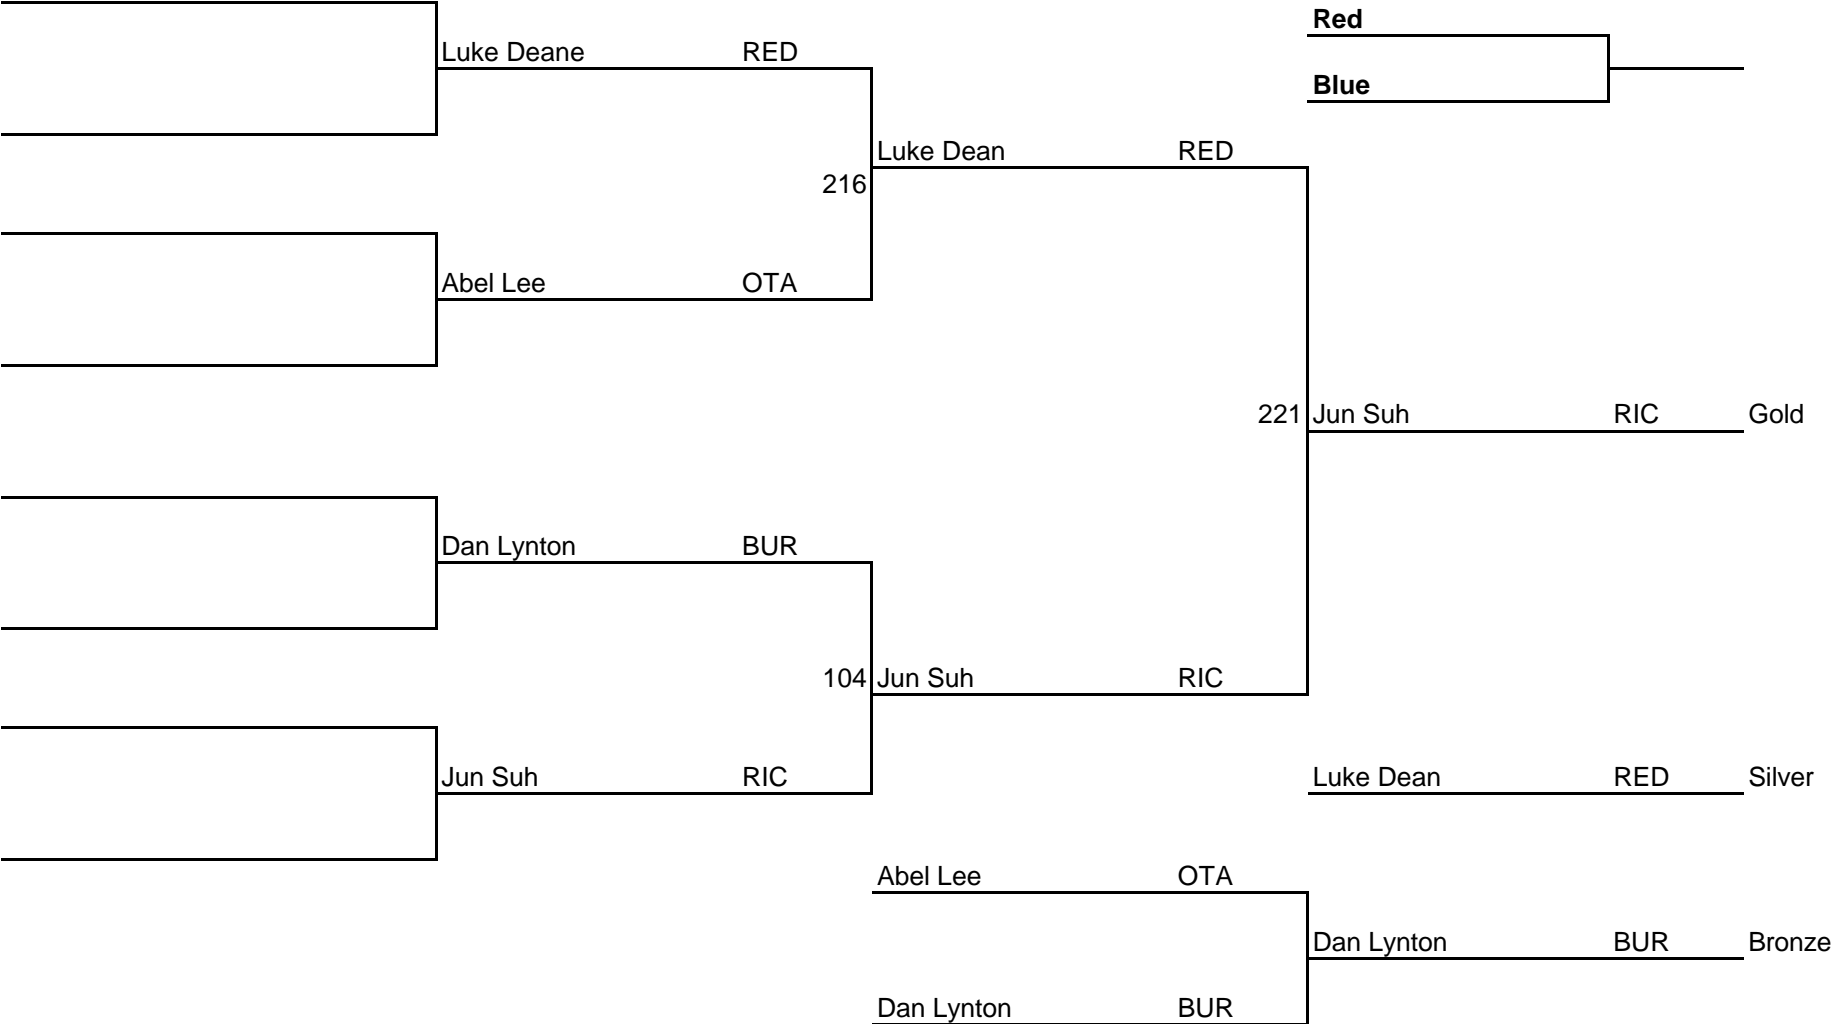 Red
Luke Deane RED
Blue
Luke Dean RED
216
Abel Lee OTA
221 Jun Suh RIC Gold
Dan Lynton BUR
104 Jun Suh RIC
Jun Suh RIC
Luke Dean RED Silver
Abel Lee OTA
Dan Lynton BUR Bronze
Dan Lynton BUR